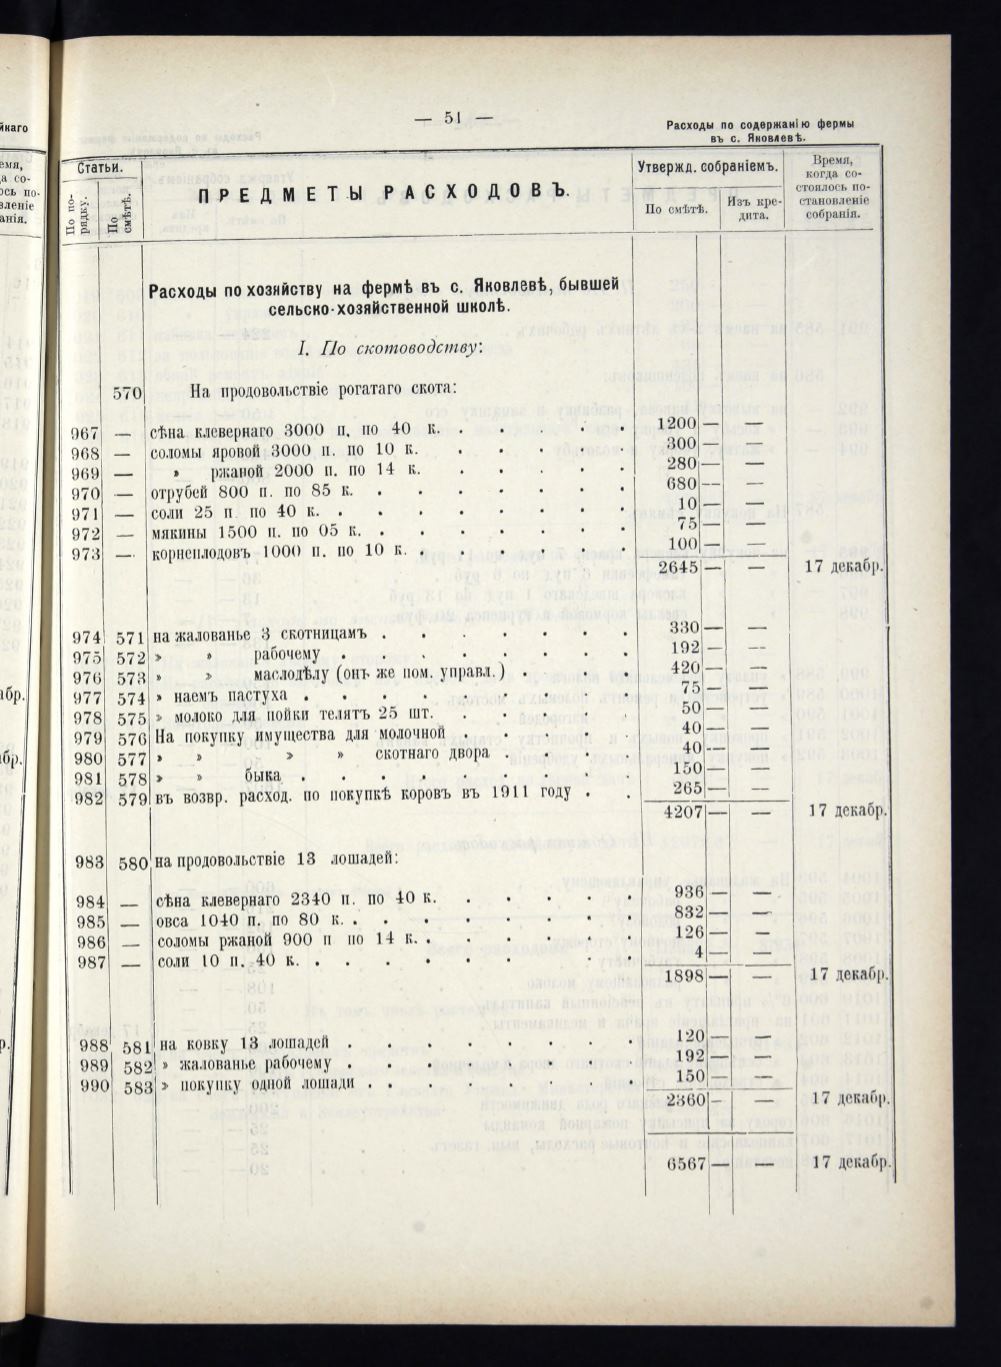 — 51 —
Расходы по содержанію фермы
въ с. Яковлевѣ.
Статьи.
По по-
рядку.
По
смѣтѣ.
ПРЕДМЕТЫ РАСХОДОВЪ.
Утвержд. собраніемъ.
По смѣтѣ.
Изъ кре-
дита.
Время,
когда со-
стоялось по-
становленіе
собранія.
Расходы по хозяйству на фермѣ въ с. Яковлевѣ, бывшей
сельско-хозяйственной школѣ.
I. По скотоводству:
570 На продовольствіе рогатаго скота:
967 — сѣна клевернаго 3000 п. по 40 к. . . . . . . 1200 — —
968 — соломы яровой 3000 п. по 10 к. . . . . . . 300 — —
969 — » ржаной 2000 п. по 14 к. . . . . . 280 — —
970 — отрубей 800 п. по 85 к. . . . . . . . 680 — —
971 — соли 25 п по 40 к. . . . . . . . . 10 — —
972 — мякины 1500 п. по 05 к. . . . . . . . 75 — —
973 — корнеплодовъ 1000 п. по 10 к. . . . . . . 100 — —
2645 — — 17 декабр.
974 571 на жалованье 3 скотницамъ . . . . . . . 330 — —
975 572 » » рабочему . . . . . . . . 192 — —
976 573 » » маслодѣлу (онъ же пом. управл.) . . . 420 — —
977 574 » наемъ пастуха . . . . . . . . . 75 — —
978 575 » молоко для пойки телятъ 25 шт. . . . . . 50 — —
979 576 На покупку имущества для молочной . . . . . 40 — —
980 577 » » » » скотнаго двора . . . . 40 — —
981 578 » » быка . . . . . . . . . 150 — —
982 579 въ возвр. расход. по покупкѣ коровъ въ 1911 году . . 265 — —
4207 — — 17 декабр.
983 580 на продовольствіе 13 лошадей:
984 — сѣна клевернаго 2340 п. по 40 к. . . . . . 936 — —
985 — овса 1040 п. по 80 к. . . . . . . . . 832 — —
986 — соломы ржаной 900 п по 14 к. . . . . . . 126 — —
987 — соли 10 п. 40 к. . . . . . . . . 4 — —
1898 — — 17 декабр.
988 581 на ковку 13 лошадей . . . . . . . . 120 — —
989 582 » жалованье рабочему . . . . . . . . 192 — —
990 583 » покупку одной лошади . . . . . . . . 150 — —
2360 — — 17 декабр.
6567 — — 17 декабр.